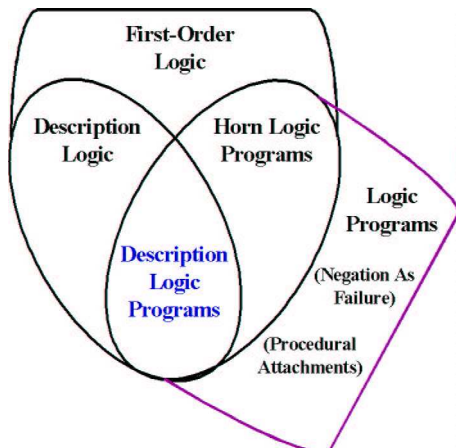 First-Order
Logic
Description
Logic
Horn Logic
Programs
Logic
Programs
Description
Logic
Programs
(Negation As
Failure)
(Procedural
Attachments)